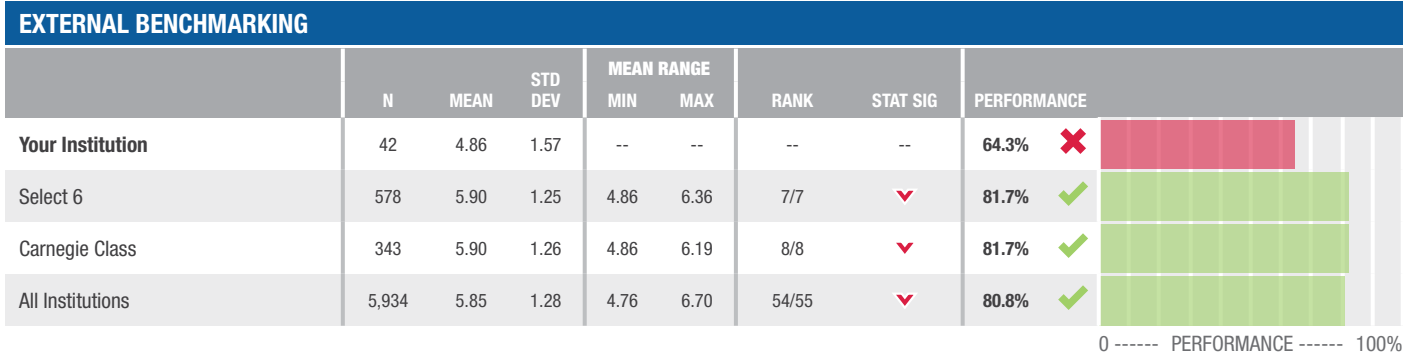 EXTERNAL BENCHMARKING
N MEAN STD DEV MEAN RANGE MIN MAX RANK STAT SIG PERFORMANCE
Your Institution 42 4.86 1.57 -- -- -- -- 64.3%
Select 6 578 5.90 1.25 4.86 6.36 7/7 81.7%
Carnegie Class 343 5.90 1.26 4.86 6.19 8/8 81.7%
All Institutions 5,934 5.85 1.28 4.76 6.70 54/55 80.8%
0 ------ PERFORMANCE ------ 100%